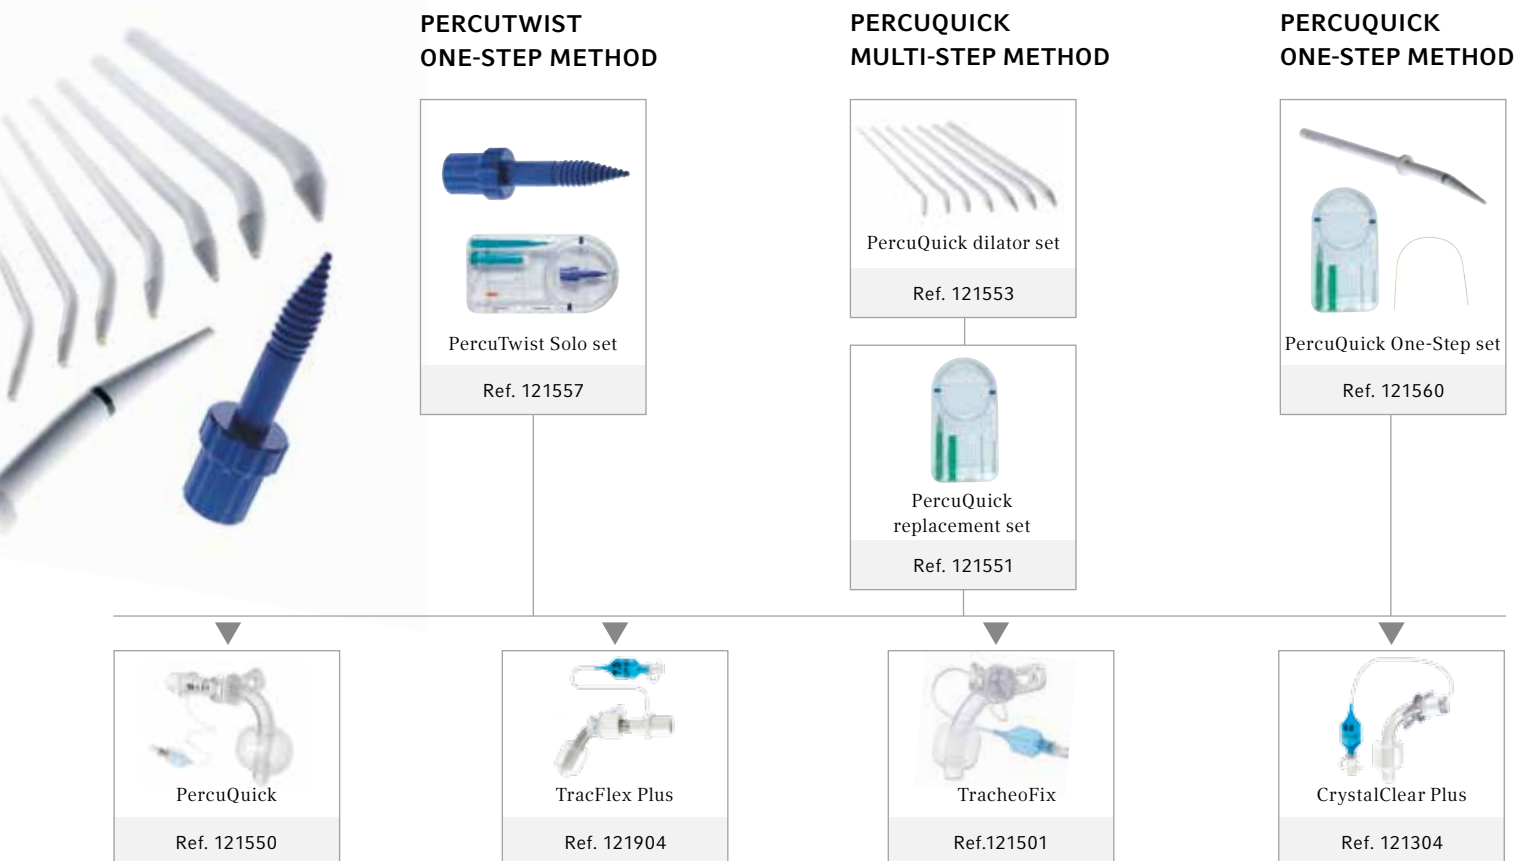 PERCUTWIST
ONE-STEP METHOD
PercuTwist Solo set
Ref. 121557
PERCUQUICK
MULTI-STEP METHOD
PercuQuick dilator set
Ref. 121553
PercuQuick
replacement set
Ref. 121551
PERCUQUICK
ONE-STEP METHOD
PercuQuick One-Step set
Ref. 121560
PercuQuick
Ref. 121550
TracFlex Plus
Ref. 121904
TracheoFix
Ref.121501
CrystalClear Plus
Ref. 121304